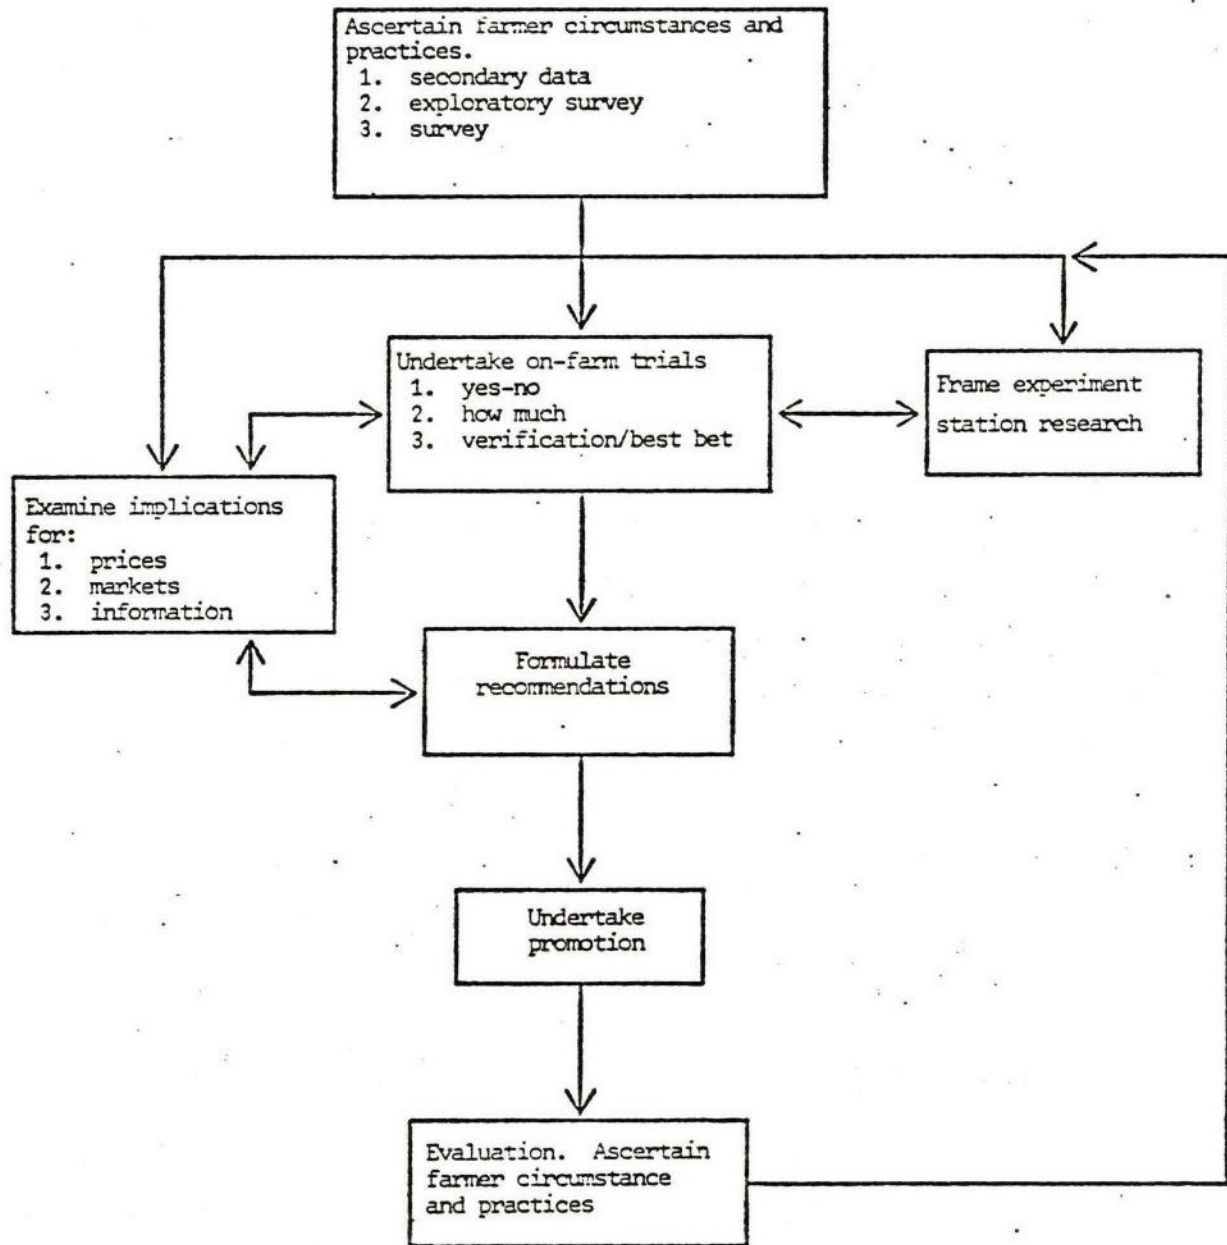 Ascertain farmer circumstances and
practices.
1. secondary data
2. exploratory survey
3. survey
Undertake on-farm trials
1. yes-no
2. how much
3. verification/best bet
Frame experiment
station research
Examine implications
for:
1. prices
2. markets
3. information
Formulate
recommendations
Undertake
promotion
Evaluation. Ascertain
farmer circumstance
and practices